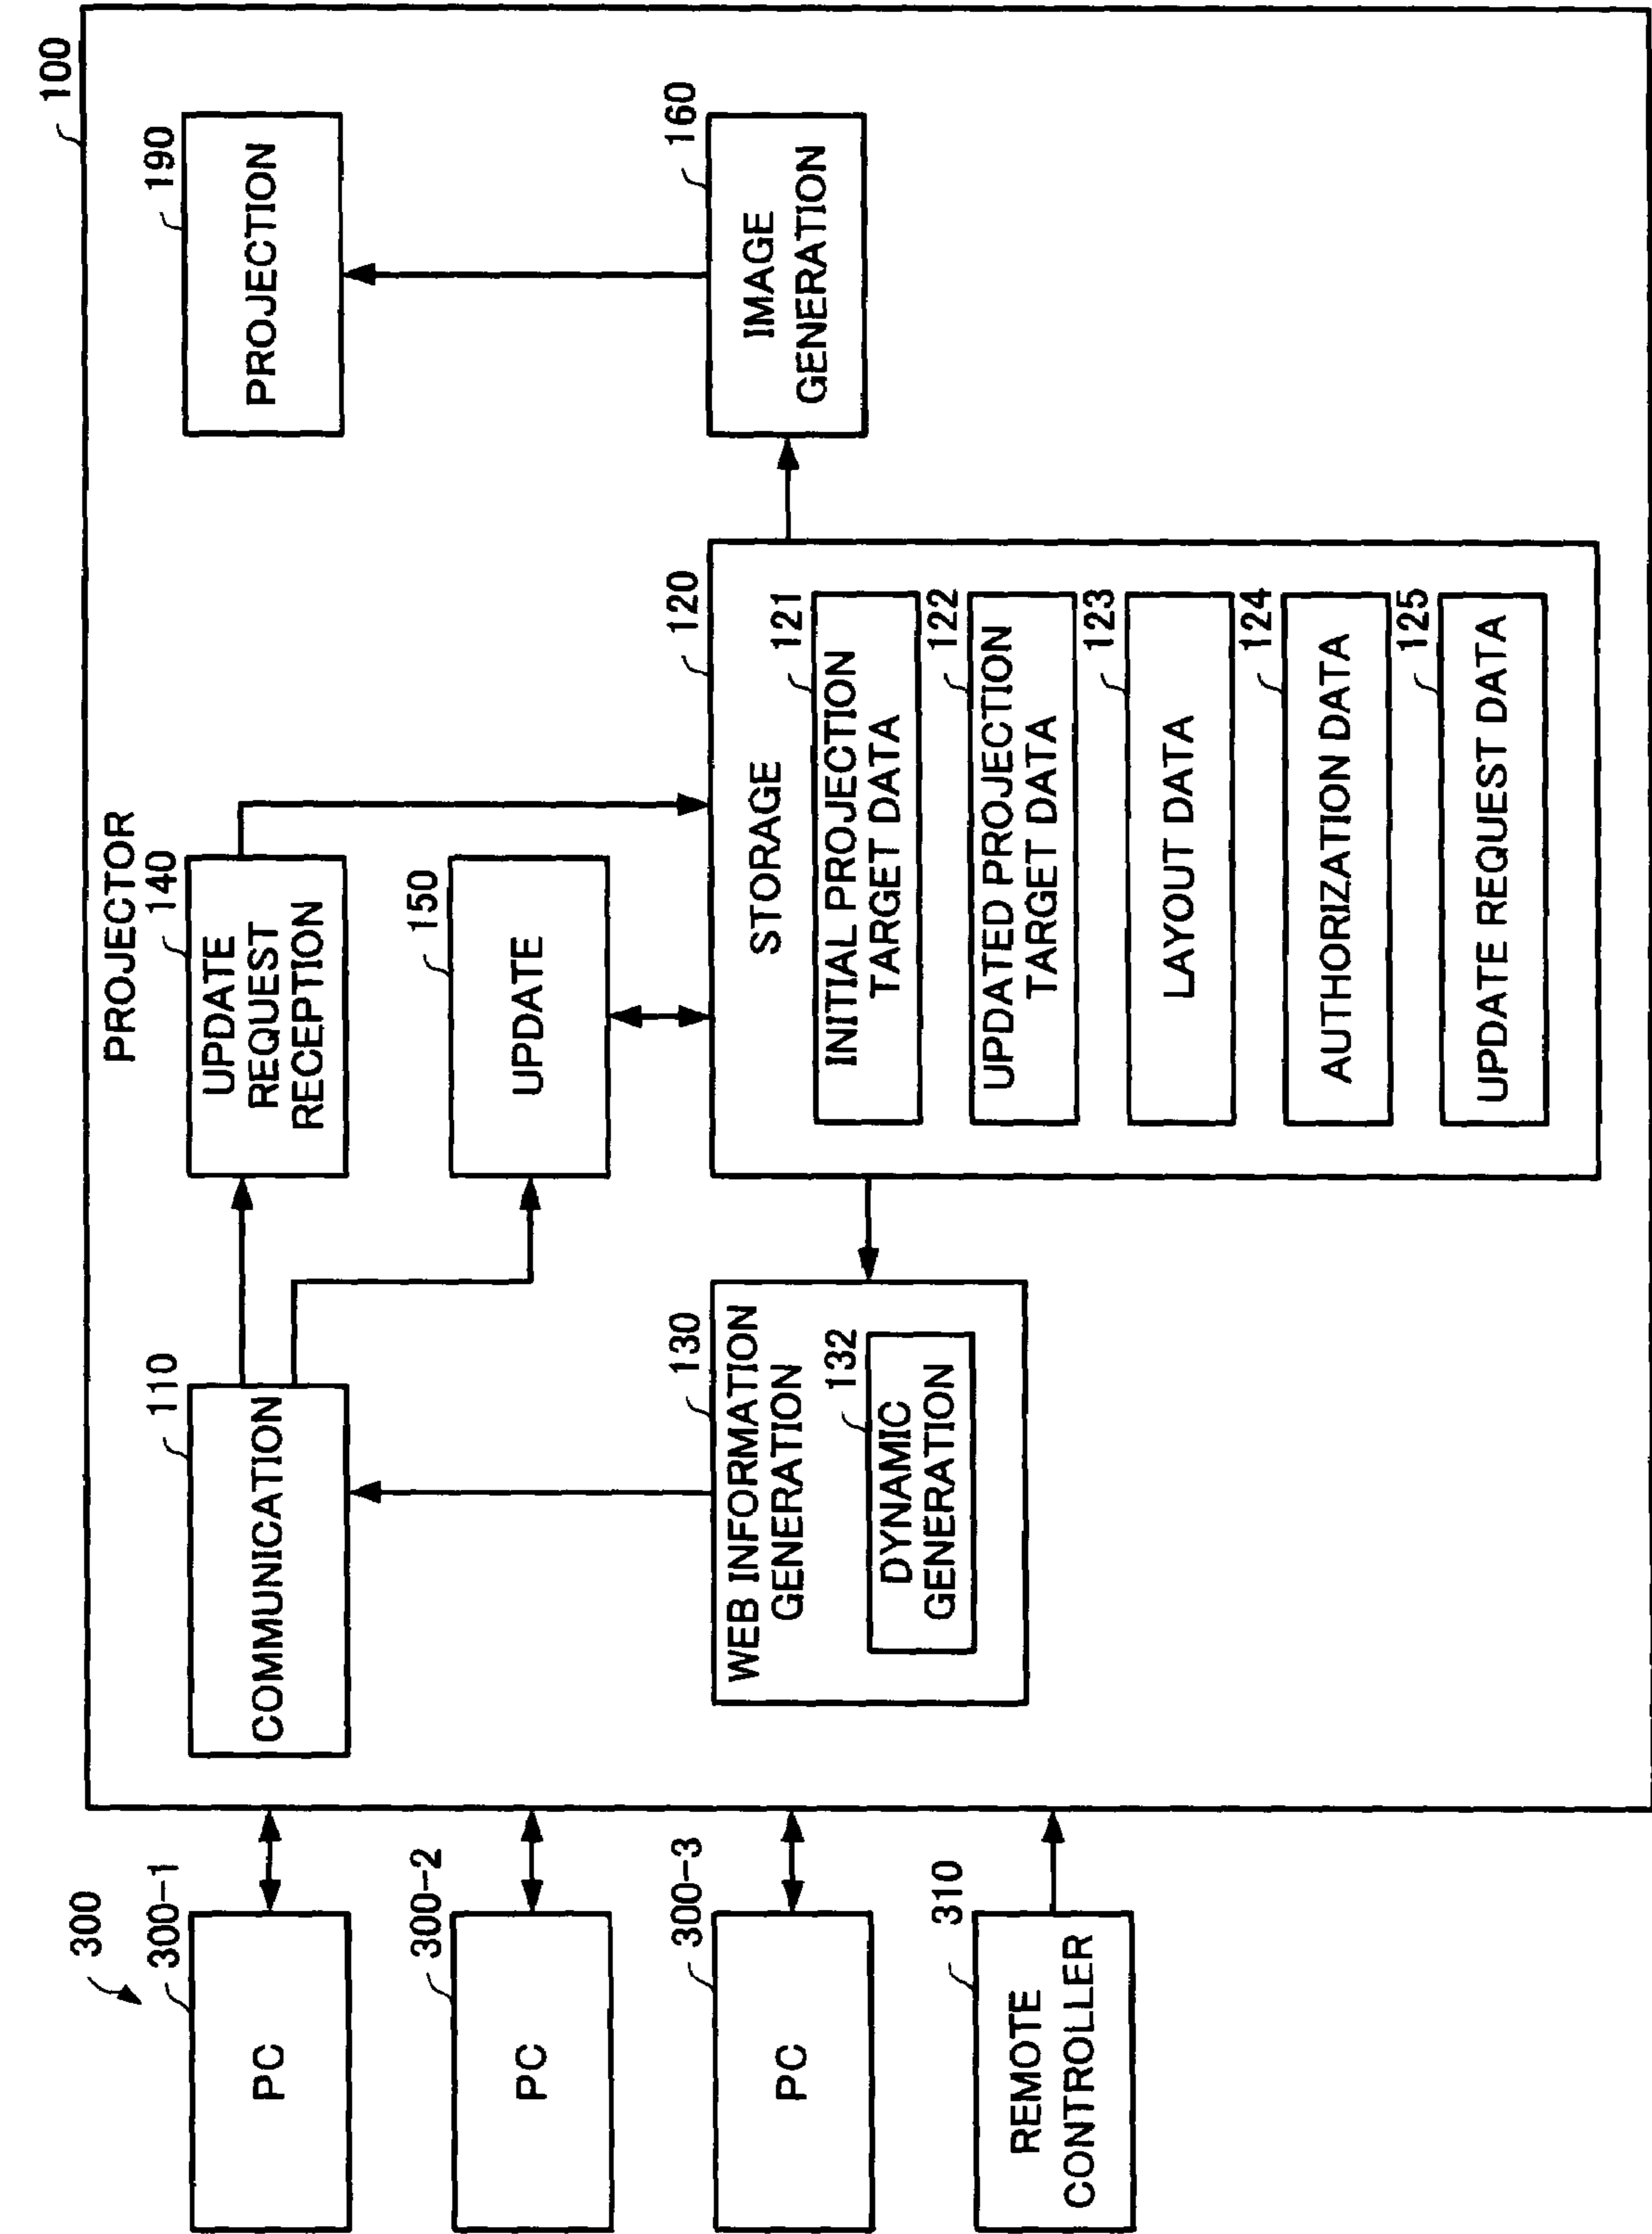 300
300-1
PC
300-2
PC
300-3
PC
310
REMOTE
CONTROLLER
100
PROJECTOR
110
COMMUNICATION
130
WEB INFORMATION
GENERATION
132
DYNAMIC
GENERATION
140
UPDATE
REQUEST
RECEPTION
150
UPDATE
120
STORAGE
121
INITIAL PROJECTION
TARGET DATA
122
UPDATED PROJECTION
TARGET DATA
123
LAYOUT DATA
124
AUTHORIZATION DATA
125
UPDATE REQUEST DATA
190
PROJECTION
160
IMAGE
GENERATION